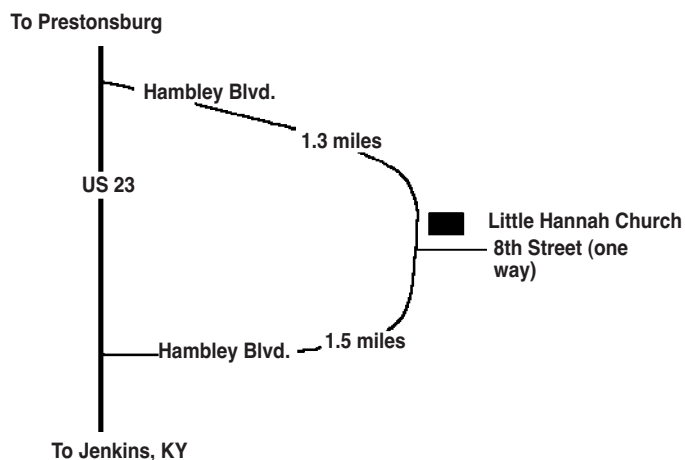 To Prestonsburg
Hambley Blvd.
1.3 miles
US 23
Little Hannah Church
8th Street (one
way)
1.5 miles
Hambley Blvd.
To Jenkins, KY